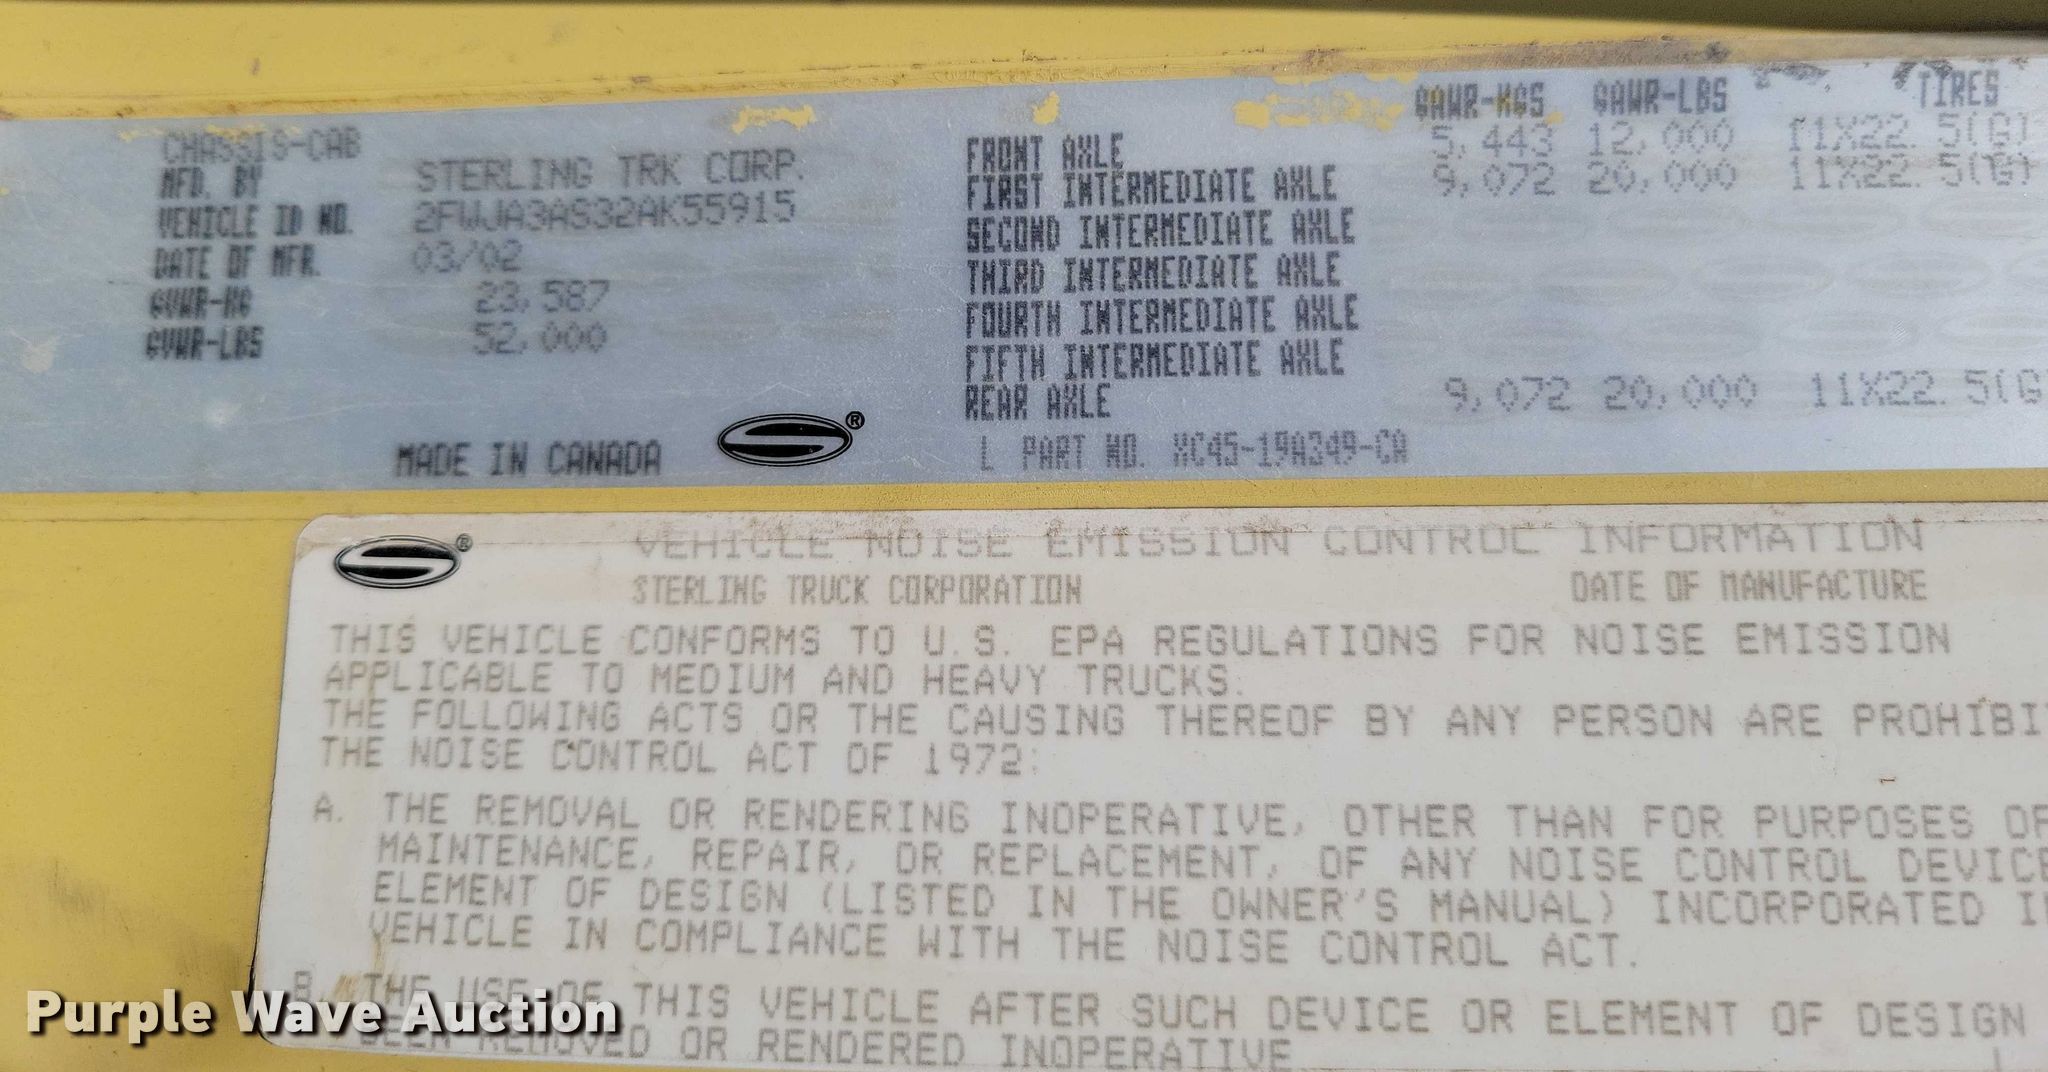 GAWR-KGS GAWR-LBS TIRES
CHASSIS-CAB
MFD. BY STERLING TRK CORP.
VEHICLE ID NO. 2FWJA3AS32AK55915
DATE OF MFR. 03/02
GVWR-KG 23,587
GVWR-LBS 52,000
MADE IN CANADA
FRONT AXLE 5,443 12,000 11X22.5(G)
FIRST INTERMEDIATE AXLE 9,072 20,000 11X22.5(G)
SECOND INTERMEDIATE AXLE
THIRD INTERMEDIATE AXLE
FOURTH INTERMEDIATE AXLE
FIFTH INTERMEDIATE AXLE
REAR AXLE 9,072 20,000 11X22.5(G
L PART NO. XC45-19A349-CA
®
® VEHICLE NOISE EMISSION CONTROL INFORMATION
STERLING TRUCK CORPORATION DATE OF MANUFACTURE
THIS VEHICLE CONFORMS TO U.S. EPA REGULATIONS FOR NOISE EMISSION
APPLICABLE TO MEDIUM AND HEAVY TRUCKS.
THE FOLLOWING ACTS OR THE CAUSING THEREOF BY ANY PERSON ARE PROHIBI
THE NOISE CONTROL ACT OF 1972:
A. THE REMOVAL OR RENDERING INOPERATIVE, OTHER THAN FOR PURPOSES OF
MAINTENANCE, REPAIR, OR REPLACEMENT, OF ANY NOISE CONTROL DEVICE
ELEMENT OF DESIGN (LISTED IN THE OWNER'S MANUAL) INCORPORATED I
VEHICLE IN COMPLIANCE WITH THE NOISE CONTROL ACT.
B. THE USE OF THIS VEHICLE AFTER SUCH DEVICE OR ELEMENT OF DESIGN
BEEN REMOVED OR RENDERED INOPERATIVE
Purple Wave Auction